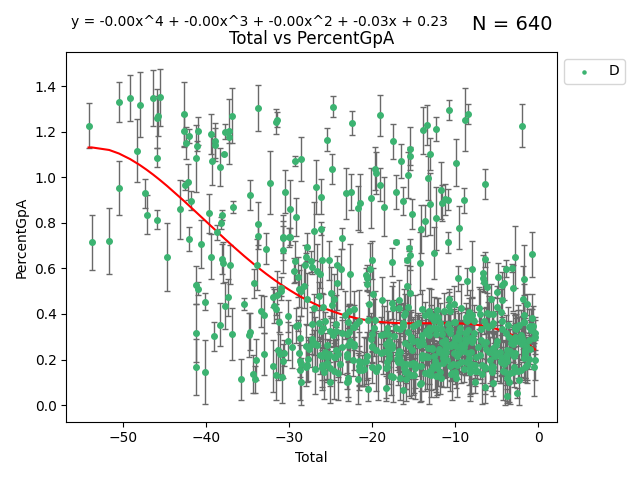 y = -0.00x^4 + -0.00x^3 + -0.00x^2 + -0.03x + 0.23
N = 640
Total vs PercentGpA
D
PercentGpA
1.4
1.2
1.0
0.8
0.6
0.4
0.2
0.0
−50 −40 −30 −20 −10 0
Total